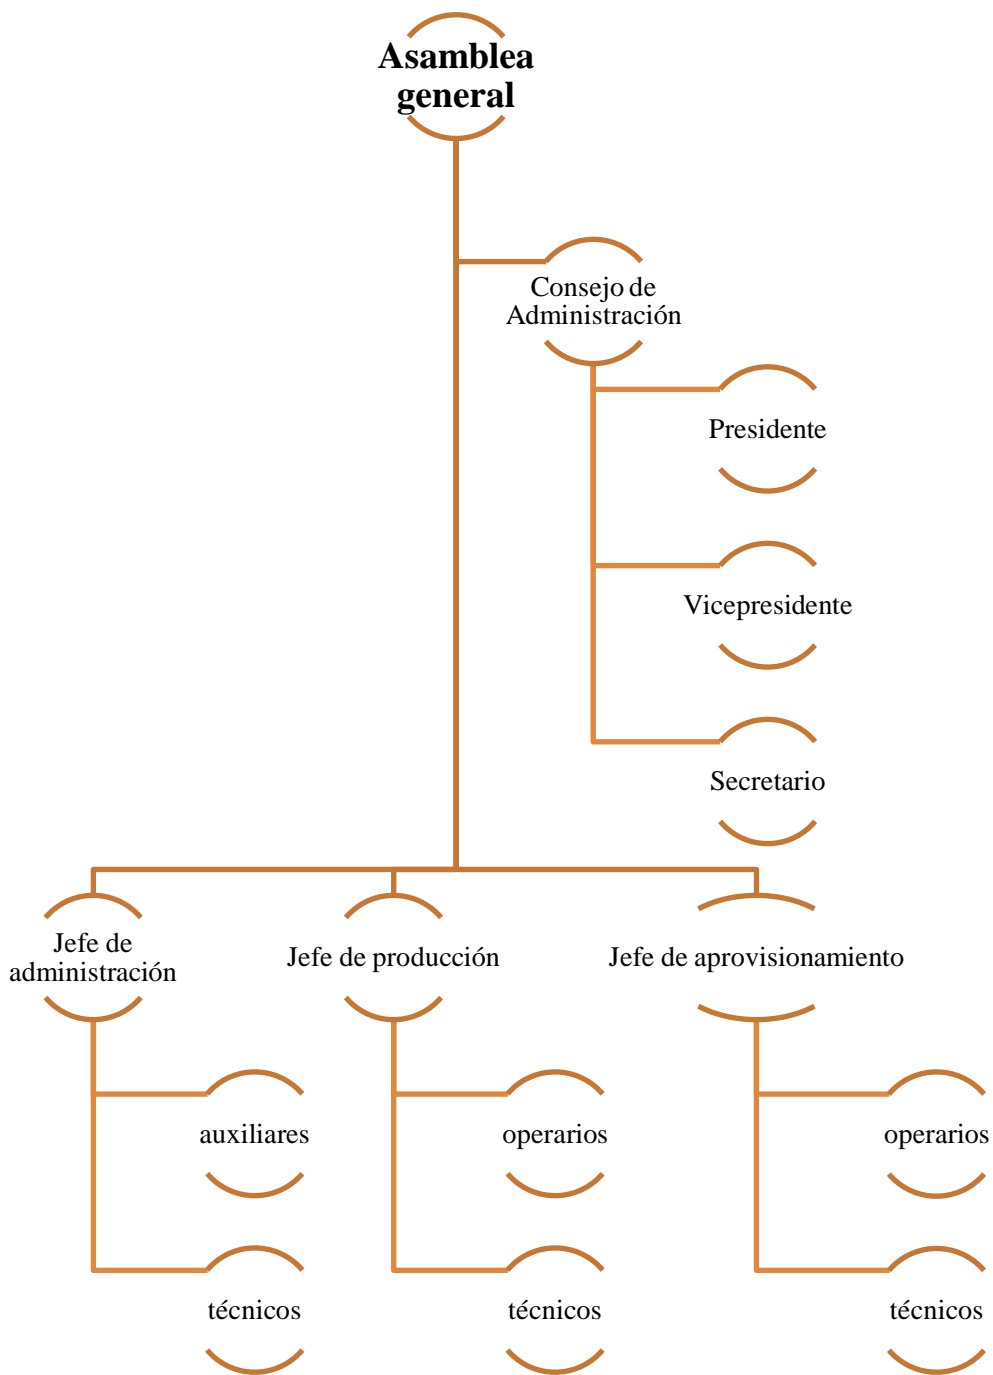 Asamblea
general
Consejo de
Administración
Presidente
Vicepresidente
Secretario
Jefe de
administración
Jefe de producción
Jefe de aprovisionamiento
auxiliares
operarios
operarios
técnicos
técnicos
técnicos